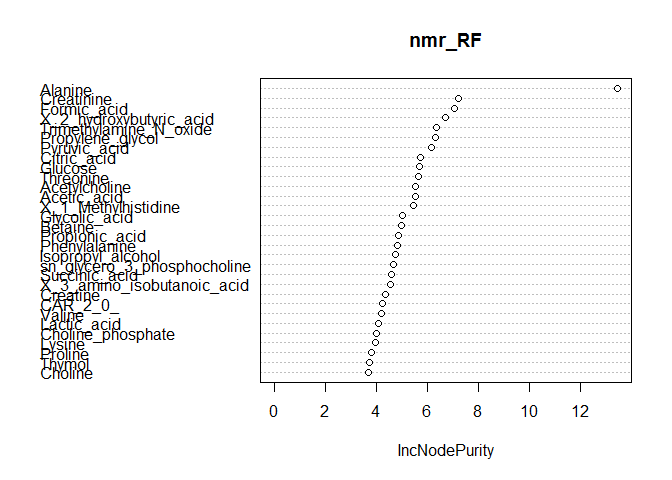 nmr_RF
Alanine
Creatinine
Formic_acid
X_2_hydroxybutyric_acid
Trimethylamine_N_oxide
Propylene_glycol
Pyruvic_acid
Citric_acid
Glucose
Threonine
Acetylcholine
Acetic_acid
X_1_Methylhistidine
Glycolic_acid
Betaine
Propionic_acid
Phenylalanine
Isopropyl_alcohol
sn_glycero_3_phosphocholine
Succinic_acid
X_3_amino_isobutanoic_acid
Creatine
CAR_2_0_
Valine
Lactic_acid
Choline_phosphate
Lysine
Proline
Thymol
Choline
0 2 4 6 8 10 12
IncNodePurity